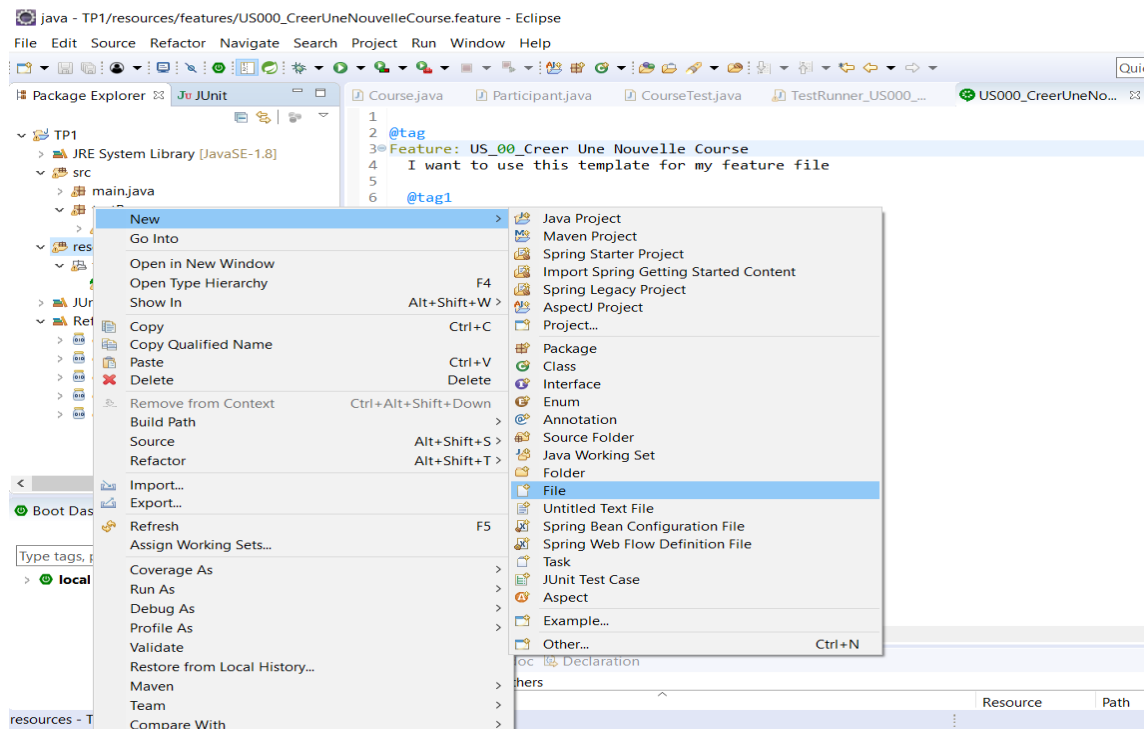 java - TP1/resources/features/US000_CreerUneNouvelleCourse.feature - Eclipse
File Edit Source Refactor Navigate Search Project Run Window Help
Package Explorer JUnit
Course.java Participant.java CourseTest.java TestRunner_US000_... US000_CreerUneNo...
TP1
JRE System Library [JavaSE-1.8]
src
main.java
1
2 @tag
3 Feature: US_00_Creer Une Nouvelle Course
4 I want to use this template for my feature file
5
6 @tag1
New
Go Into
Open in New Window
Open Type Hierarchy F4
Show In Alt+Shift+W >
Copy Ctrl+C
Copy Qualified Name
Paste Ctrl+V
Delete Delete
Remove from Context Ctrl+Alt+Shift+Down
Build Path
Source Alt+Shift+S >
Refactor Alt+Shift+T >
Import...
Export...
Refresh F5
Assign Working Sets...
Coverage As
Run As
Debug As
Profile As
Validate
Restore from Local History...
Maven
Team
Compare With
Java Project
Maven Project
Spring Starter Project
Import Spring Getting Started Content
Spring Legacy Project
AspectJ Project
Project...
Package
Class
Interface
Enum
Annotation
Source Folder
Java Working Set
Folder
File
Untitled Text File
Spring Bean Configuration File
Spring Web Flow Definition File
Task
JUnit Test Case
Aspect
Example...
Other... Ctrl+N
Boot Das
Type tags, p
local
Declaration
Resource Path
resources - T